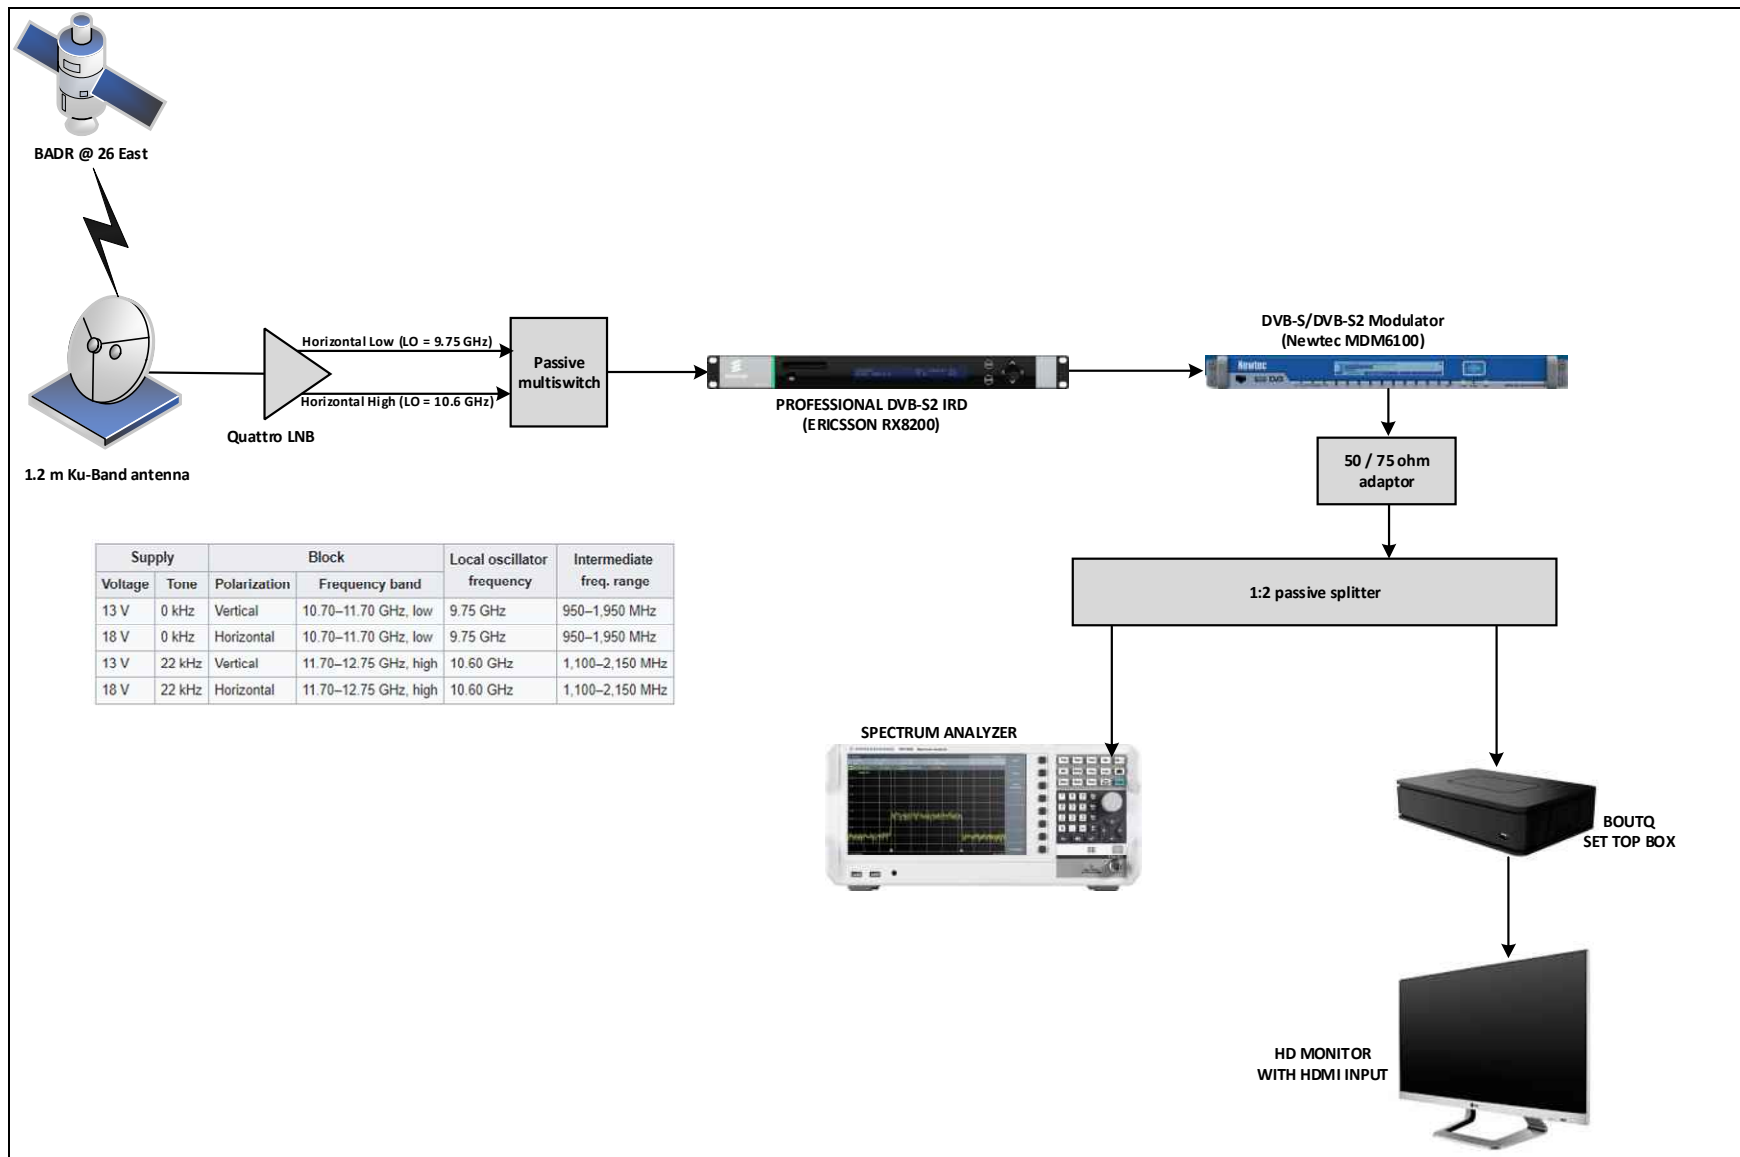 BADR @ 26 East
Horizontal Low (LO = 9.75 GHz)
Horizontal High (LO = 10.6 GHz)
Quattro LNB
1.2 m Ku-Band antenna
Passive
multiswitch
PROFESSIONAL DVB-S2 IRD
(ERICSSON RX8200)
DVB-S/DVB-S2 Modulator
(Newtec MDM6100)
Newtec
50 / 75 ohm
adaptor
1:2 passive splitter
Supply Block Local oscillator frequency Intermediate freq. range
Voltage Tone Polarization Frequency band
13 V 0 kHz Vertical 10.70–11.70 GHz, low 9.75 GHz 950–1,950 MHz
18 V 0 kHz Horizontal 10.70–11.70 GHz, low 9.75 GHz 950–1,950 MHz
13 V 22 kHz Vertical 11.70–12.75 GHz, high 10.60 GHz 1,100–2,150 MHz
18 V 22 kHz Horizontal 11.70–12.75 GHz, high 10.60 GHz 1,100–2,150 MHz
SPECTRUM ANALYZER
BOUTQ
SET TOP BOX
HD MONITOR
WITH HDMI INPUT